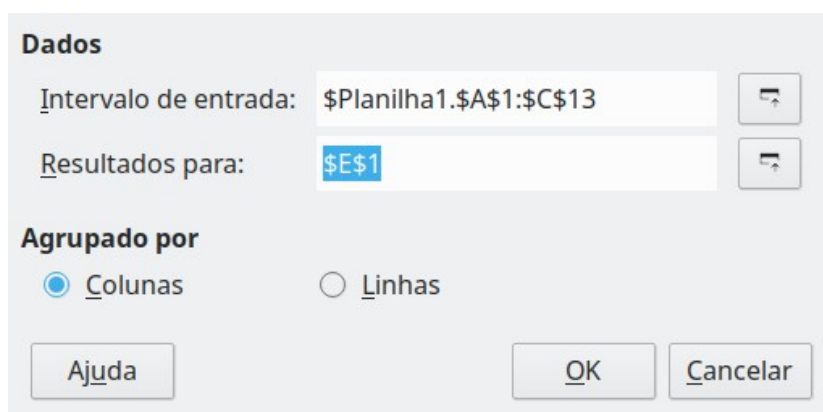 Dados
Intervalo de entrada: $Planilha1.$A$1:$C$13
Resultados para: $E$1
Agrupado por
Colunas Linhas
Ajuda OK Cancelar